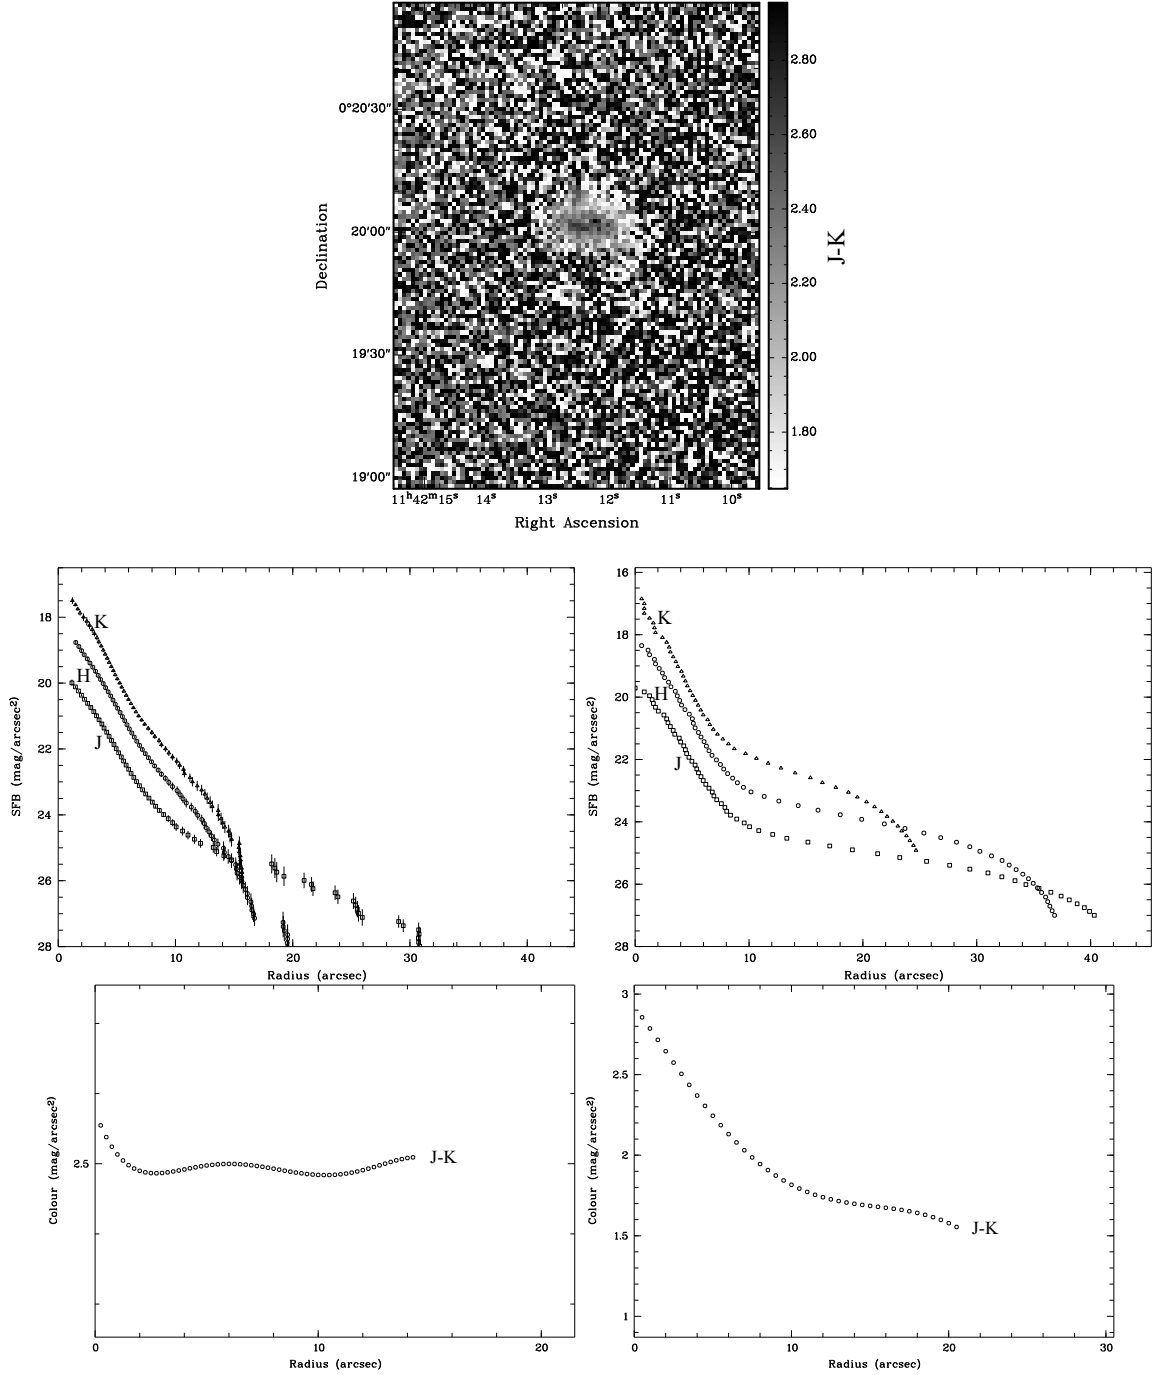 2.80
0°20′30″
2.60
2.40
Declination
20′00″
J-K
2.20
2.00
19′30″
1.80
19′00″
11ʰ42ᵐ15ˢ 14ˢ 13ˢ 12ˢ 11ˢ 10ˢ
Right Ascension
18
20
22
24
26
28
SFB (mag/arcsec²)
K
H
J
0 10 20 30 40
Radius (arcsec)
16
18
20
22
24
26
28
SFB (mag/arcsec²)
K
H
J
0 10 20 30 40
Radius (arcsec)
2.5
Colour (mag/arcsec²)
J-K
0 10 20
Radius (arcsec)
3
2.5
2
1.5
1
Colour (mag/arcsec²)
J-K
0 10 20 30
Radius (arcsec)